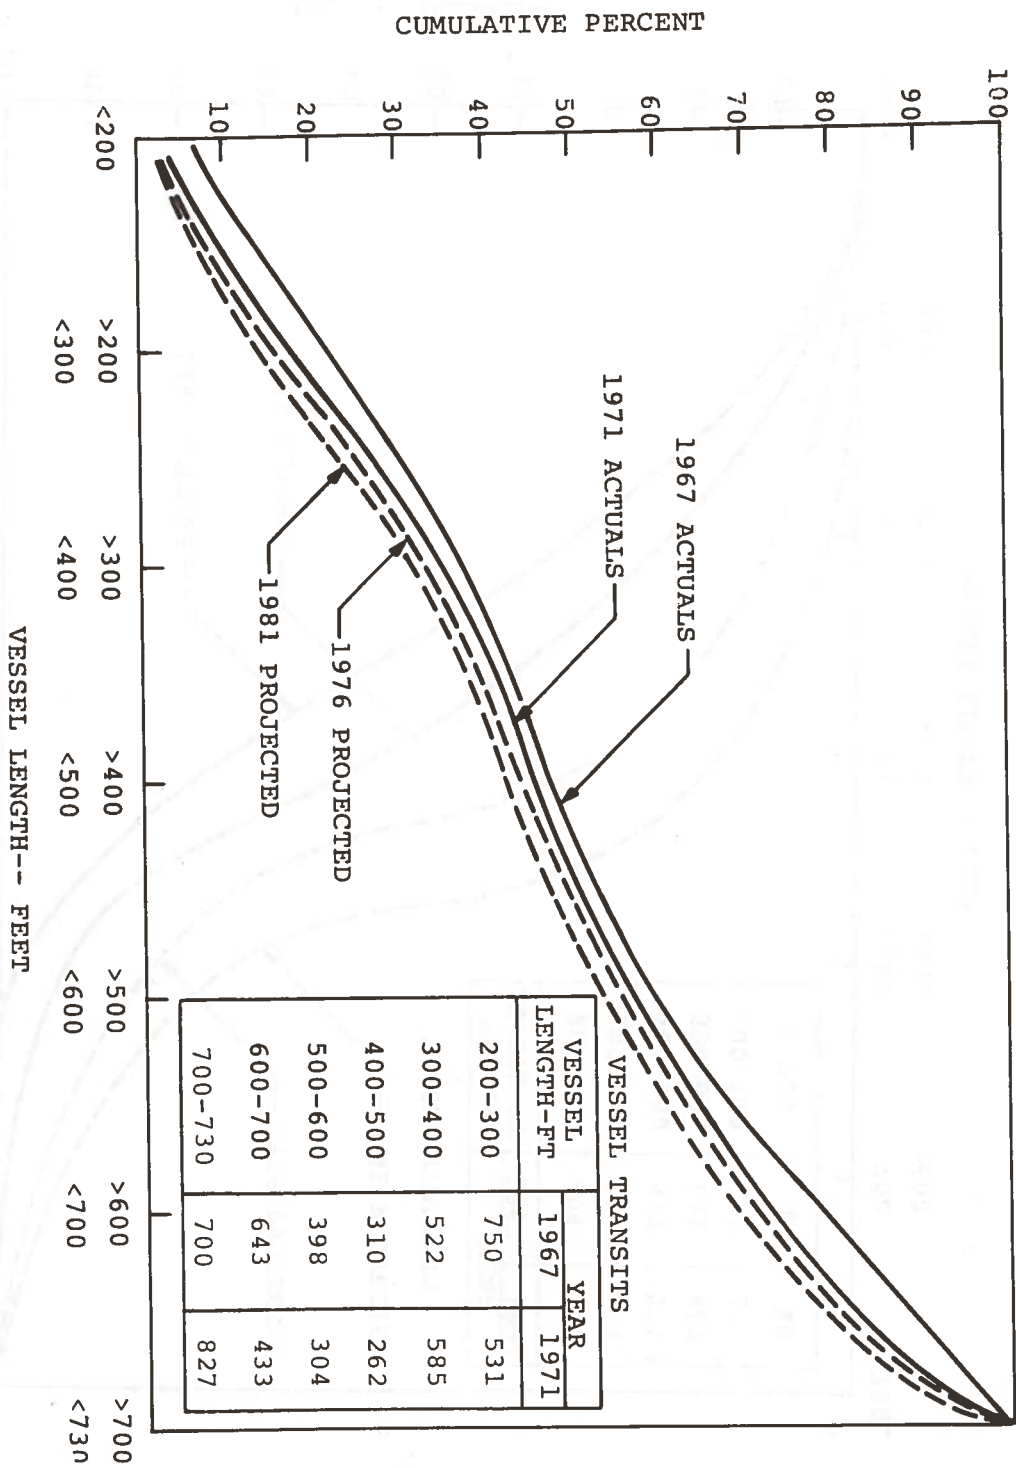 CUMULATIVE PERCENT
100
90
80
70
60
50
40
30
20
10
1967 ACTUALS
1971 ACTUALS
1976 PROJECTED
1981 PROJECTED
VESSEL TRANSITS
VESSEL LENGTH-FT YEAR
1967 1971
200-300 750 531
300-400 522 585
400-500 310 262
500-600 398 304
600-700 643 433
700-730 700 827
<200 >200 >300 >400 >500 >600 >700
<300 <400 <500 <600 <700 <730
VESSEL LENGTH-- FEET